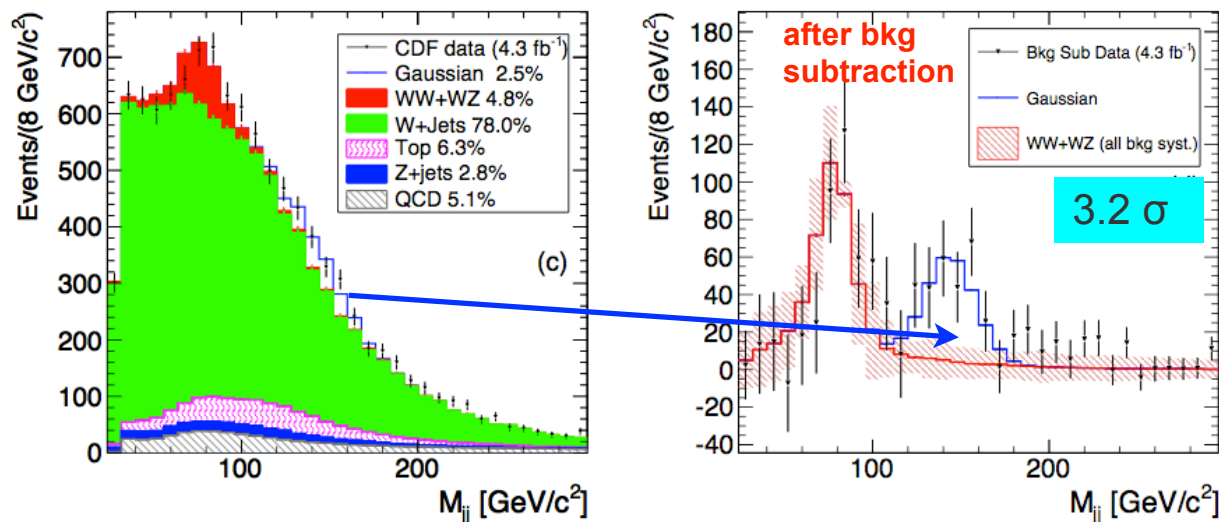 Events/(8 GeV/c²)
700
600
500
400
300
200
100
0
CDF data (4.3 fb⁻¹)
Gaussian 2.5%
WW+WZ 4.8%
W+Jets 78.0%
Top 6.3%
Z+jets 2.8%
QCD 5.1%
(c)
100
200
M_jj [GeV/c²]
Events/(8 GeV/c²)
180
160
140
120
100
80
60
40
20
0
-20
-40
after bkg
subtraction
Bkg Sub Data (4.3 fb⁻¹)
Gaussian
WW+WZ (all bkg syst.)
3.2 σ
100
200
M_jj [GeV/c²]